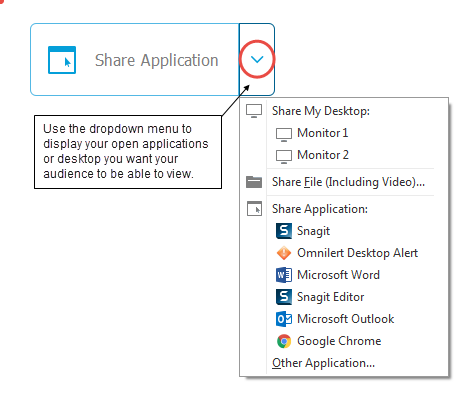 Share Application
Use the dropdown menu to
display your open applications
or desktop you want your
audience to be able to view.
Share My Desktop:
Monitor 1
Monitor 2
Share File (Including Video)...
Share Application:
Snagit
Omnilert Desktop Alert
Microsoft Word
Snagit Editor
Microsoft Outlook
Google Chrome
Other Application...